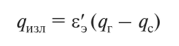 qизл = ε′э (qг − qс)